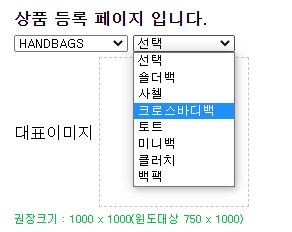 상품 등록 페이지 입니다.
HANDBAGS 선택
선택
숄더백
사첼
크로스바디백
토트
미니백
클러치
백팩
대표이미지
권장크기 : 1000 x 1000(윈도대상 750 x 1000)